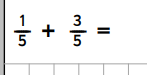 1/5 + 3/5 =